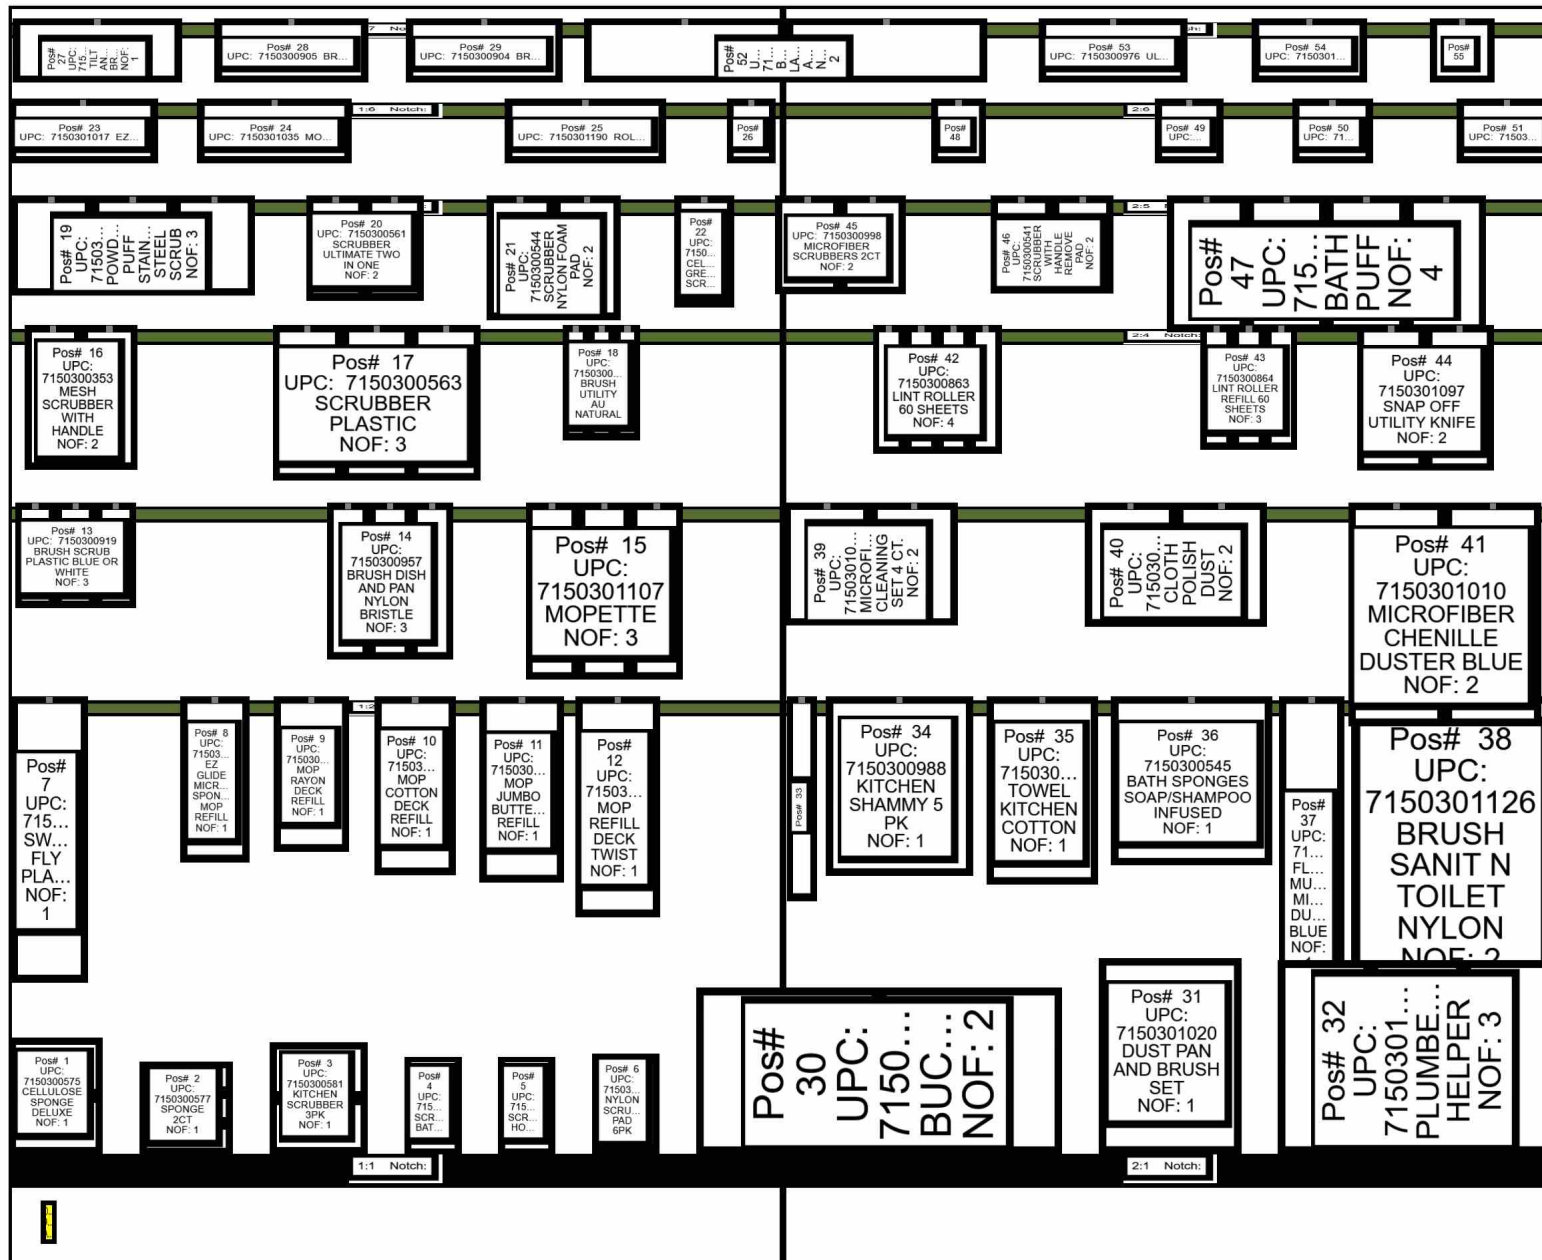 7 No
h:
Pos#
27
UPC:
715...
TILT
AN...
BR...
NOF:
1
Pos# 28
UPC: 7150300905 BR...
Pos# 29
UPC: 7150300904 BR...
Pos#
52
U...
71...
B...
LA...
A...
N...
2
Pos# 53
UPC: 7150300976 UL...
Pos# 54
UPC: 7150301...
Pos#
55
1:6 Notch:
2:6
Pos# 23
UPC: 7150301017 EZ...
Pos# 24
UPC: 7150301035 MO...
Pos# 25
UPC: 7150301190 ROL...
Pos#
26
Pos#
48
Pos# 49
UPC:...
Pos# 50
UPC: 71...
Pos# 51
UPC: 71503...
2:5
Pos# 19
UPC:
71503...
POWD...
PUFF
STAIN...
STEEL
SCRUB
NOF: 3
Pos# 20
UPC: 7150300561
SCRUBBER
ULTIMATE TWO
IN ONE
NOF: 2
Pos# 21
UPC:
7150300544
SCRUBBER
NYLON FOAM
PAD
NOF: 2
Pos#
22
UPC:
7150...
CEL...
GRE...
SCR...
Pos# 45
UPC: 7150300998
MICROFIBER
SCRUBBERS 2CT
NOF: 2
Pos# 46
UPC:
7150300541
SCRUBBER
WITH
HANDLE
REMOVE
PAD
NOF: 2
Pos#
47
UPC:
715...
BATH
PUFF
NOF:
4
2:4 Notch:
Pos# 16
UPC:
7150300353
MESH
SCRUBBER
WITH
HANDLE
NOF: 2
Pos# 17
UPC: 7150300563
SCRUBBER
PLASTIC
NOF: 3
Pos# 18
UPC:
7150300...
BRUSH
UTILITY
AU
NATURAL
Pos# 42
UPC:
7150300863
LINT ROLLER
60 SHEETS
NOF: 4
Pos# 43
UPC:
7150300864
LINT ROLLER
REFILL 60
SHEETS
NOF: 3
Pos# 44
UPC:
7150301097
SNAP OFF
UTILITY KNIFE
NOF: 2
Pos# 13
UPC: 7150300919
BRUSH SCRUB
PLASTIC BLUE OR
WHITE
NOF: 3
Pos# 14
UPC:
7150300957
BRUSH DISH
AND PAN
NYLON
BRISTLE
NOF: 3
Pos# 15
UPC:
7150301107
MOPETTE
NOF: 3
Pos# 39
UPC:
71503010...
MICROFI...
CLEANING
SET 4 CT.
NOF: 2
Pos# 40
UPC:
715030...
CLOTH
POLISH
DUST
NOF: 2
Pos# 41
UPC:
7150301010
MICROFIBER
CHENILLE
DUSTER BLUE
NOF: 2
1:2
Pos#
7
UPC:
715...
SW...
FLY
PLA...
NOF:
1
Pos# 8
UPC:
71503...
EZ
GLIDE
MICR...
SPON...
MOP
REFILL
NOF: 1
Pos# 9
UPC:
715030...
MOP
RAYON
DECK
REFILL
NOF: 1
Pos# 10
UPC:
71503...
MOP
COTTON
DECK
REFILL
NOF: 1
Pos# 11
UPC:
715030...
MOP
JUMBO
BUTTE...
REFILL
NOF: 1
Pos#
12
UPC:
71503...
MOP
REFILL
DECK
TWIST
NOF: 1
Pos# 33
Pos# 34
UPC:
7150300988
KITCHEN
SHAMMY 5
PK
NOF: 1
Pos# 35
UPC:
715030...
TOWEL
KITCHEN
COTTON
NOF: 1
Pos# 36
UPC:
7150300545
BATH SPONGES
SOAP/SHAMPOO
INFUSED
NOF: 1
Pos#
37
UPC:
71...
FL...
MU...
MI...
DU...
BLUE
NOF:
Pos# 38
UPC:
7150301126
BRUSH
SANIT N
TOILET
NYLON
NOF: 2
Pos# 1
UPC:
7150300575
CELLULOSE
SPONGE
DELUXE
NOF: 1
Pos# 2
UPC:
7150300577
SPONGE
2CT
NOF: 1
Pos# 3
UPC:
7150300581
KITCHEN
SCRUBBER
3PK
NOF: 1
Pos#
4
UPC:
715...
SCR...
BAT...
Pos#
5
UPC:
715...
SCR...
HO...
Pos# 6
UPC:
71503...
NYLON
SCRU...
PAD
6PK
Pos#
30
UPC:
7150...
BUC...
NOF: 2
Pos# 31
UPC:
7150301020
DUST PAN
AND BRUSH
SET
NOF: 1
Pos# 32
UPC:
7150301...
PLUMBE...
HELPER
NOF: 3
1:1 Notch:
2:1 Notch: